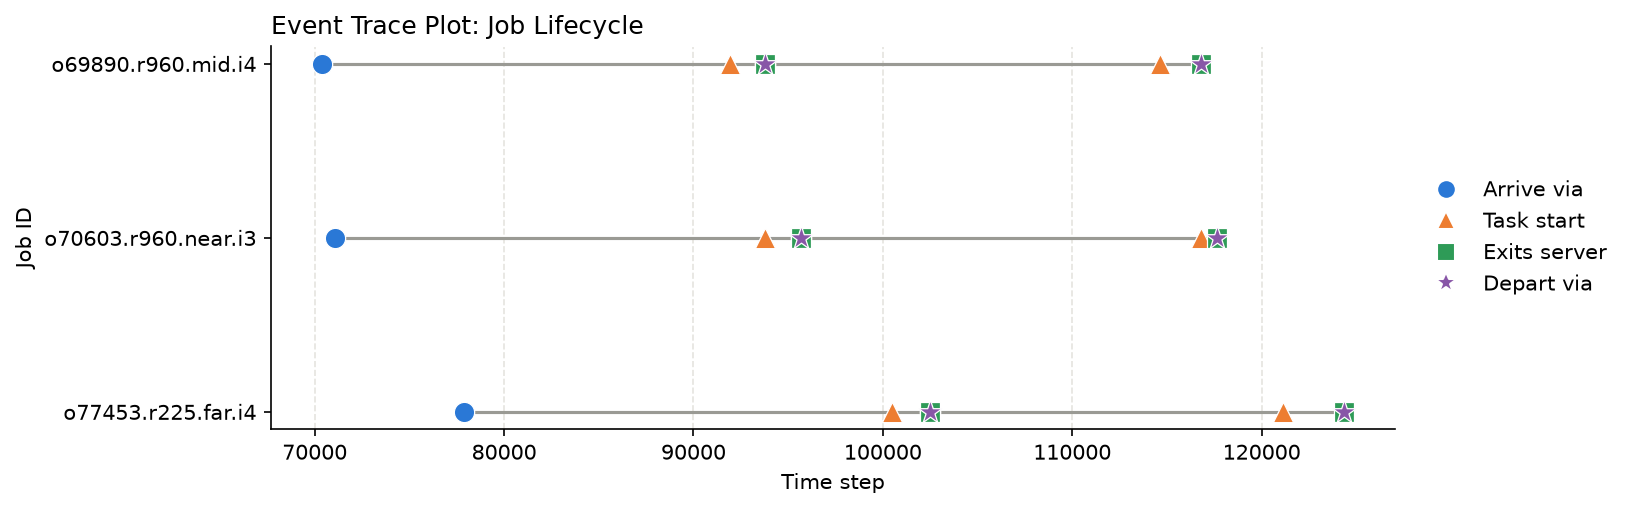 Event Trace Plot: Job Lifecycle
Job ID
o69890.r960.mid.i4
o70603.r960.near.i3
o77453.r225.far.i4
70000 80000 90000 100000 110000 120000
Time step
Arrive via
Task start
Exits server
Depart via